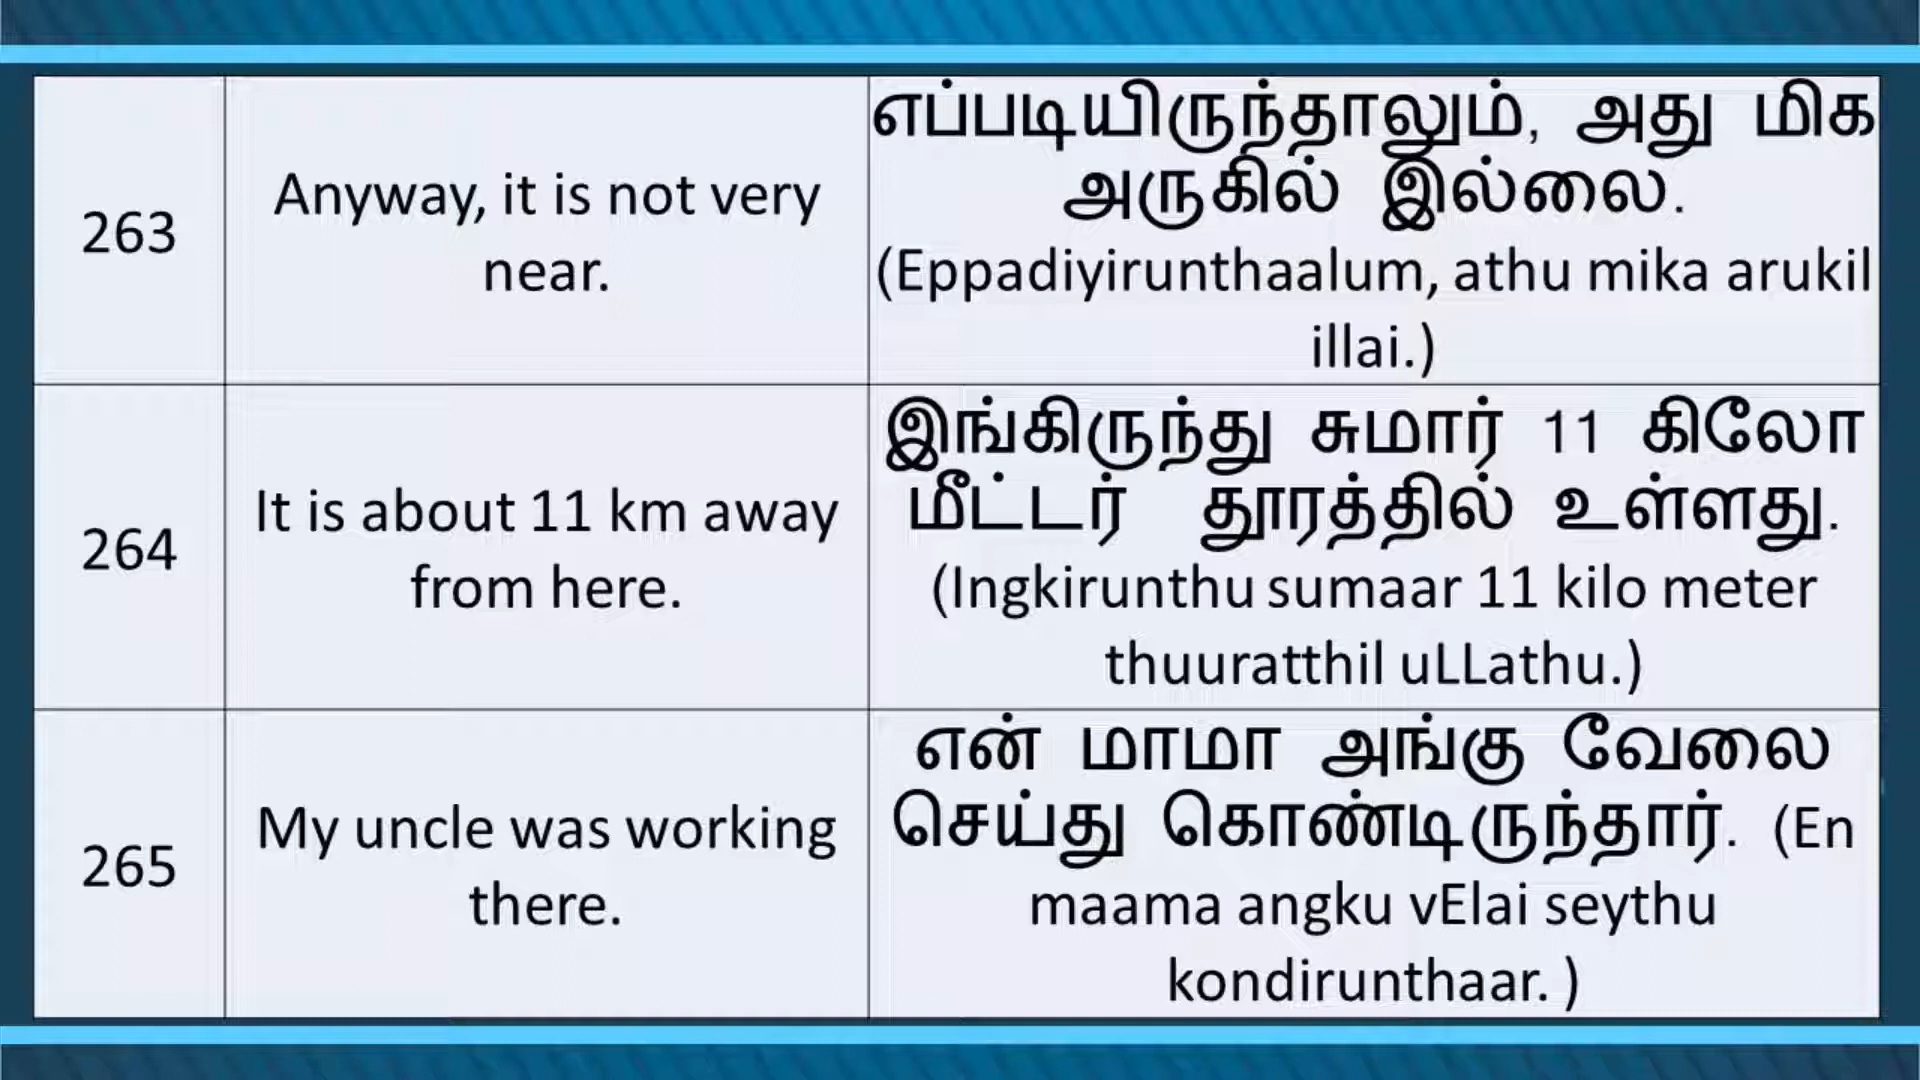 263
Anyway, it is not very
near.
எப்படியிருந்தாலும், அது மிக
அருகில் இல்லை.
(Eppadiyirunthaalum, athu mika arukil
illai.)
264
It is about 11 km away
from here.
இங்கிருந்து சுமார் 11 கிலோ
மீட்டர் தூரத்தில் உள்ளது.
(Ingkirunthu sumaar 11 kilo meter
thuuratthil uLLathu.)
265
My uncle was working
there.
என் மாமா அங்கு வேலை
செய்து கொண்டிருந்தார். (En
maama angku vElai seythu
kondirunthaar. )